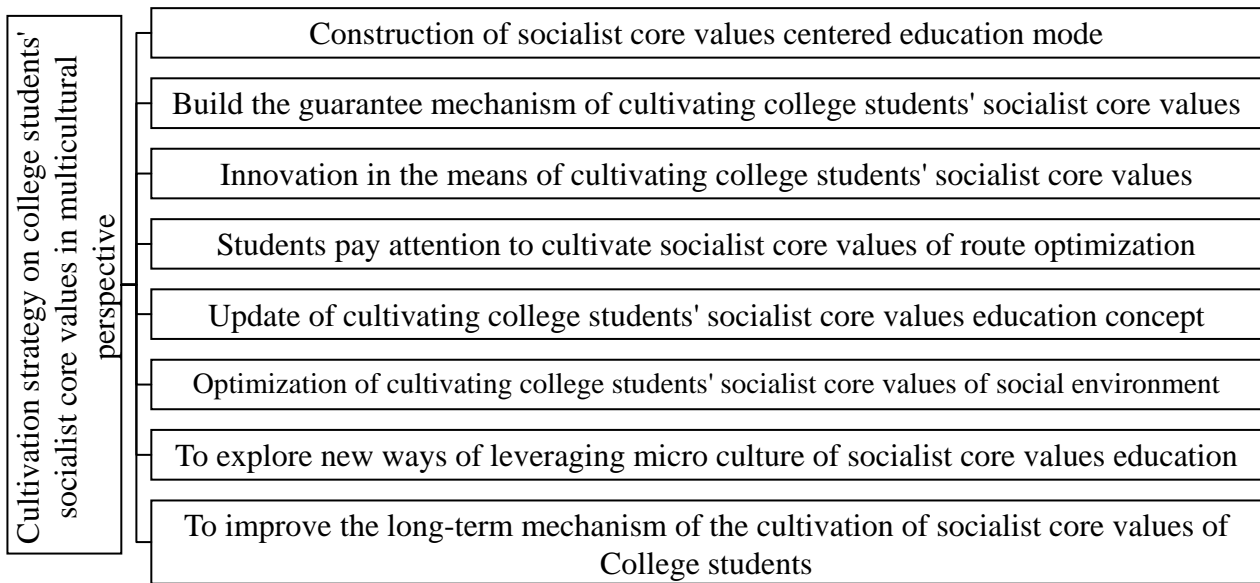 Cultivation strategy on college students'
socialist core values in multicultural
perspective
Construction of socialist core values centered education mode
Build the guarantee mechanism of cultivating college students' socialist core values
Innovation in the means of cultivating college students' socialist core values
Students pay attention to cultivate socialist core values of route optimization
Update of cultivating college students' socialist core values education concept
Optimization of cultivating college students' socialist core values of social environment
To explore new ways of leveraging micro culture of socialist core values education
To improve the long-term mechanism of the cultivation of socialist core values of
College students